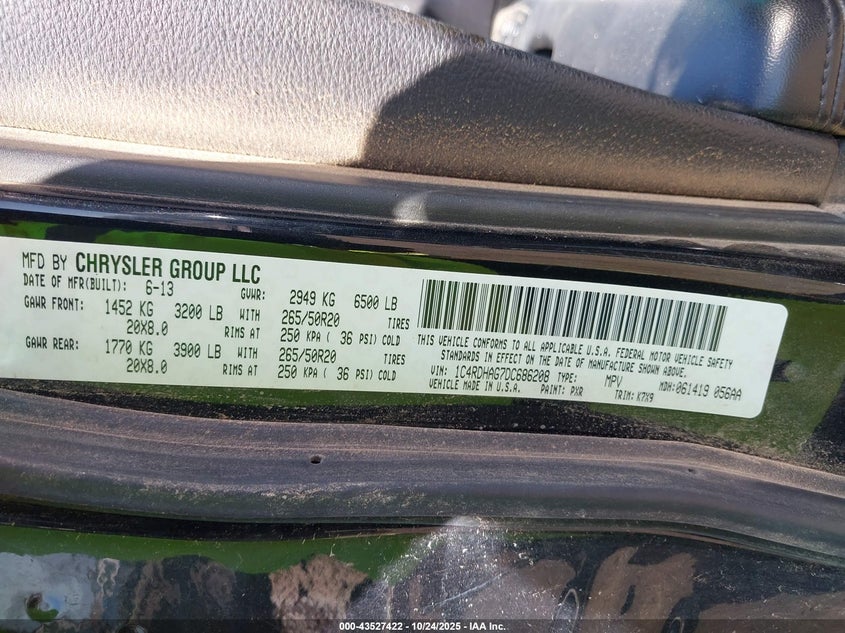 MFD BY CHRYSLER GROUP LLC
DATE OF MFR(BUILT): 6-13 GVWR: 2949 KG 6500 LB
GAWR FRONT: 1452 KG 3200 LB WITH 265/50R20 TIRES
20X8.0 RIMS AT 250 KPA ( 36 PSI) COLD
GAWR REAR: 1770 KG 3900 LB WITH 265/50R20 TIRES
20X8.0 RIMS AT 250 KPA ( 36 PSI) COLD
THIS VEHICLE CONFORMS TO ALL APPLICABLE U.S.A. FEDERAL MOTOR VEHICLE SAFETY
STANDARDS IN EFFECT ON THE DATE OF MANUFACTURE SHOWN ABOVE.
VIN: 1C4RDHAG7DC686208 TYPE: MPV MDH:061419 056AA
VEHICLE MADE IN U.S.A. PAINT: PXR TRIM: K7X9
000-43527422 - 10/24/2025 - IAA Inc.